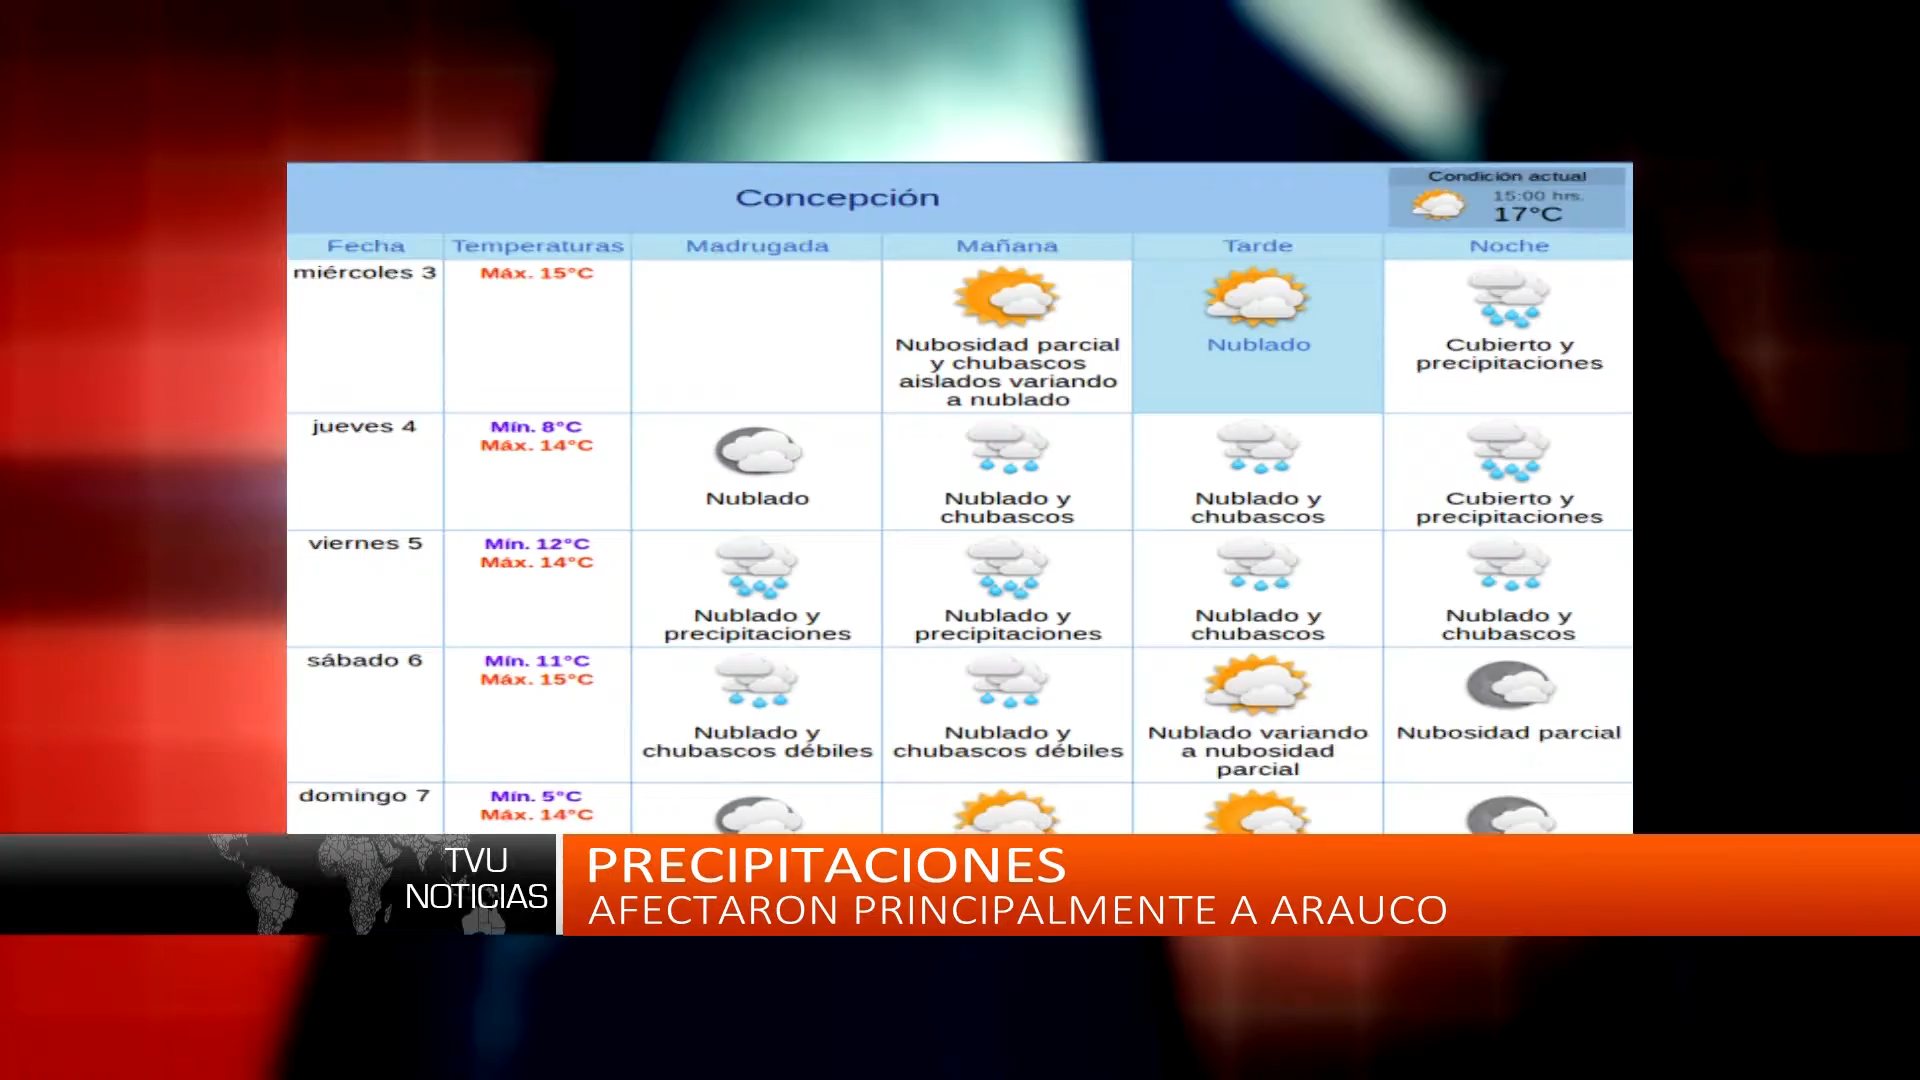 Concepción
Condición actual
15:00 hrs.
17°C
Fecha Temperaturas Madrugada Mañana Tarde Noche
miércoles 3
Máx. 15°C
Nubosidad parcial
y chubascos
aislados variando
a nublado
Nublado
Cubierto y
precipitaciones
jueves 4
Mín. 8°C
Máx. 14°C
Nublado
Nublado y
chubascos
Nublado y
chubascos
Cubierto y
precipitaciones
viernes 5
Mín. 12°C
Máx. 14°C
Nublado y
precipitaciones
Nublado y
precipitaciones
Nublado y
chubascos
Nublado y
chubascos
sábado 6
Mín. 11°C
Máx. 15°C
Nublado y
chubascos débiles
Nublado y
chubascos débiles
Nublado variando
a nubosidad
parcial
Nubosidad parcial
domingo 7
Mín. 5°C
Máx. 14°C
TVU
NOTICIAS
PRECIPITACIONES
AFECTARON PRINCIPALMENTE A ARAUCO